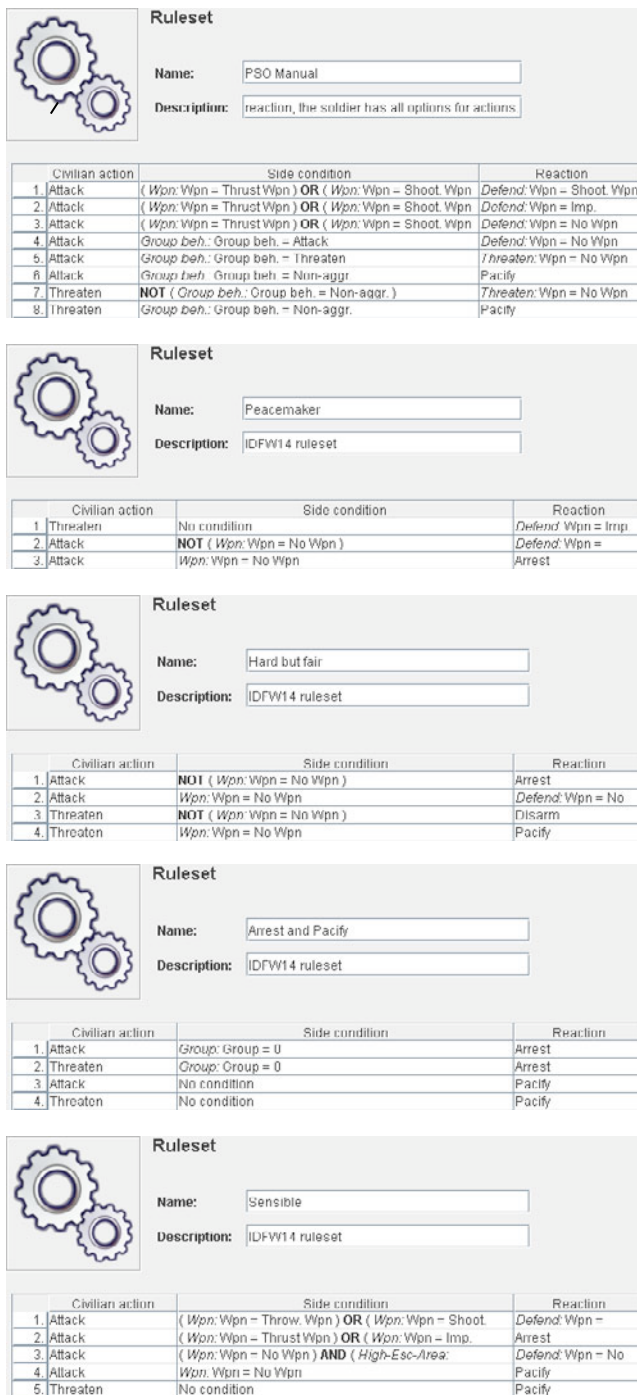 Ruleset
Name: PSO Manual
Description: reaction, the soldier has all options for actions.
Civilian action Side condition Reaction
1. Attack ( Wpn: Wpn = Thrust Wpn ) OR ( Wpn: Wpn = Shoot. Wpn Defend: Wpn = Shoot. Wpn
2. Attack ( Wpn: Wpn = Thrust Wpn ) OR ( Wpn: Wpn = Shoot. Wpn Defend: Wpn = Imp.
3. Attack ( Wpn: Wpn = Thrust Wpn ) OR ( Wpn: Wpn = Shoot. Wpn Defend: Wpn = No Wpn
4. Attack Group beh.: Group beh. = Attack Defend: Wpn = No Wpn
5. Attack Group beh.: Group beh. = Threaten Threaten: Wpn = No Wpn
6. Attack Group beh.: Group beh. = Non-aggr. Pacify
7. Threaten NOT ( Group beh.: Group beh. = Non-aggr. ) Threaten: Wpn = No Wpn
8. Threaten Group beh.: Group beh. = Non-aggr. Pacify
Ruleset
Name: Peacemaker
Description: IDFW14 ruleset
Civilian action Side condition Reaction
1. Threaten No condition Defend: Wpn = Imp
2. Attack NOT ( Wpn: Wpn = No Wpn ) Defend: Wpn =
3. Attack Wpn: Wpn = No Wpn Arrest
Ruleset
Name: Hard but fair
Description: IDFW14 ruleset
Civilian action Side condition Reaction
1. Attack NOT ( Wpn: Wpn = No Wpn ) Arrest
2. Attack Wpn: Wpn = No Wpn Defend: Wpn = No
3. Threaten NOT ( Wpn: Wpn = No Wpn ) Disarm
4. Threaten Wpn: Wpn = No Wpn Pacify
Ruleset
Name: Arrest and Pacify
Description: IDFW14 ruleset
Civilian action Side condition Reaction
1. Attack Group: Group = 0 Arrest
2. Threaten Group: Group = 0 Arrest
3. Attack No condition Pacify
4. Threaten No condition Pacify
Ruleset
Name: Sensible
Description: IDFW14 ruleset
Civilian action Side condition Reaction
1. Attack ( Wpn: Wpn = Throw. Wpn ) OR ( Wpn: Wpn = Shoot. Defend: Wpn =
2. Attack ( Wpn: Wpn = Thrust Wpn ) OR ( Wpn: Wpn = Imp. Arrest
3. Attack ( Wpn: Wpn = No Wpn ) AND ( High-Esc-Area: Defend: Wpn = No
4. Attack Wpn: Wpn = No Wpn Pacify
5. Threaten No condition Pacify